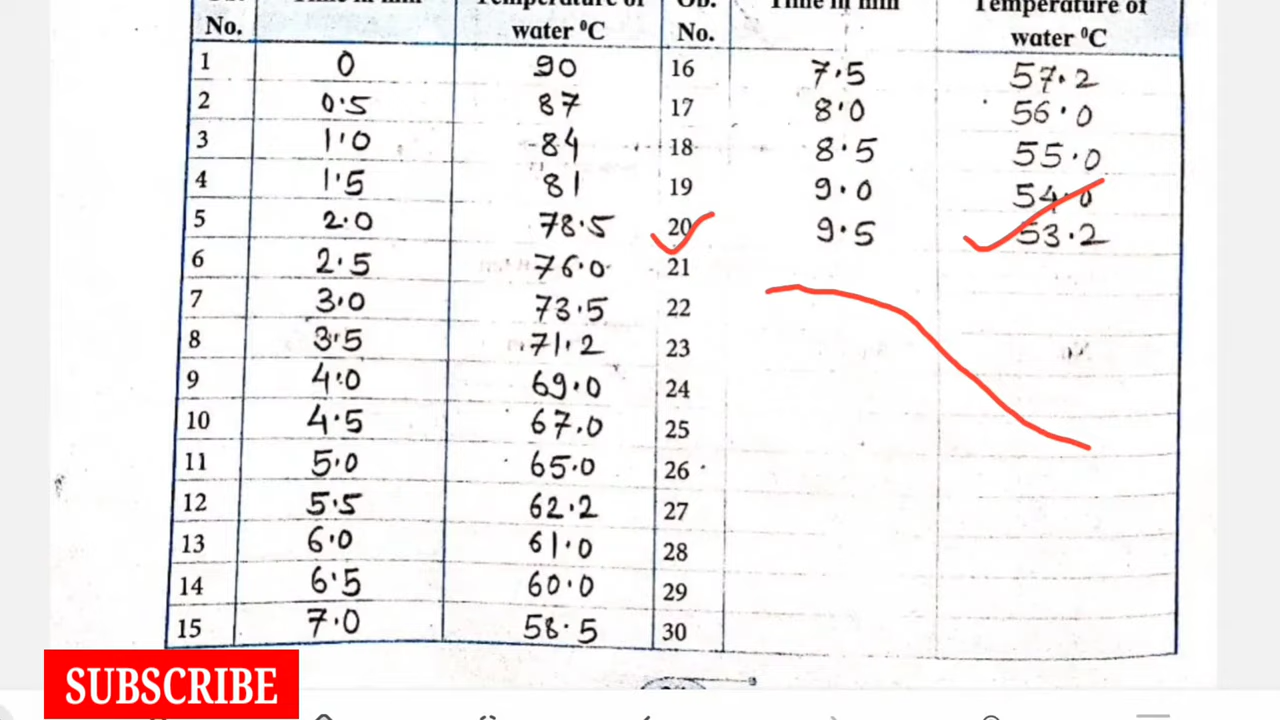 Ob. Time in min Temperature of Ob. Time in min Temperature of
No. water ⁰C No. water ⁰C
1 0 90 16 7.5 57.2
2 0.5 87 17 8.0 56.0
3 1.0 84 18 8.5 55.0
4 1.5 81 19 9.0 54.0
5 2.0 78.5 20 9.5 53.2
6 2.5 76.0 21
7 3.0 73.5 22
8 3.5 71.2 23
9 4.0 69.0 24
10 4.5 67.0 25
11 5.0 65.0 26
12 5.5 62.2 27
13 6.0 61.0 28
14 6.5 60.0 29
15 7.0 58.5 30
SUBSCRIBE